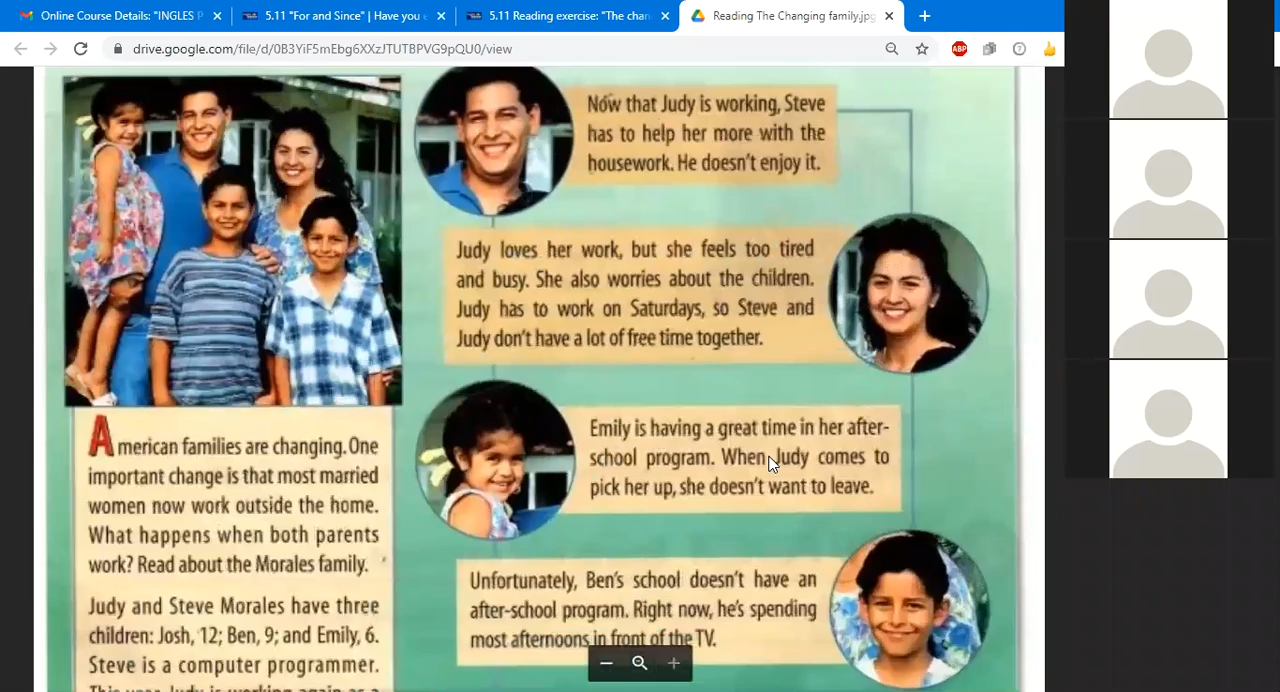 Online Course Details: "INGLES P
5.11 "For and Since" | Have you e
5.11 Reading exercise: "The chan
Reading The Changing family.jpg
drive.google.com/file/d/0B3YiF5mEbg6XXzJTUTBPVG9pQU0/view
ABP
Now that Judy is working, Steve
has to help her more with the
housework. He doesn't enjoy it.
Judy loves her work, but she feels too tired
and busy. She also worries about the children.
Judy has to work on Saturdays, so Steve and
Judy don't have a lot of free time together.
Emily is having a great time in her after-
school program. When Judy comes to
pick her up, she doesn't want to leave.
Unfortunately, Ben's school doesn't have an
after-school program. Right now, he's spending
most afternoons in front of the TV.
American families are changing. One
important change is that most married
women now work outside the home.
What happens when both parents
work? Read about the Morales family.
Judy and Steve Morales have three
children: Josh, 12; Ben, 9; and Emily, 6.
Steve is a computer programmer.
This year, Judy is working again as a